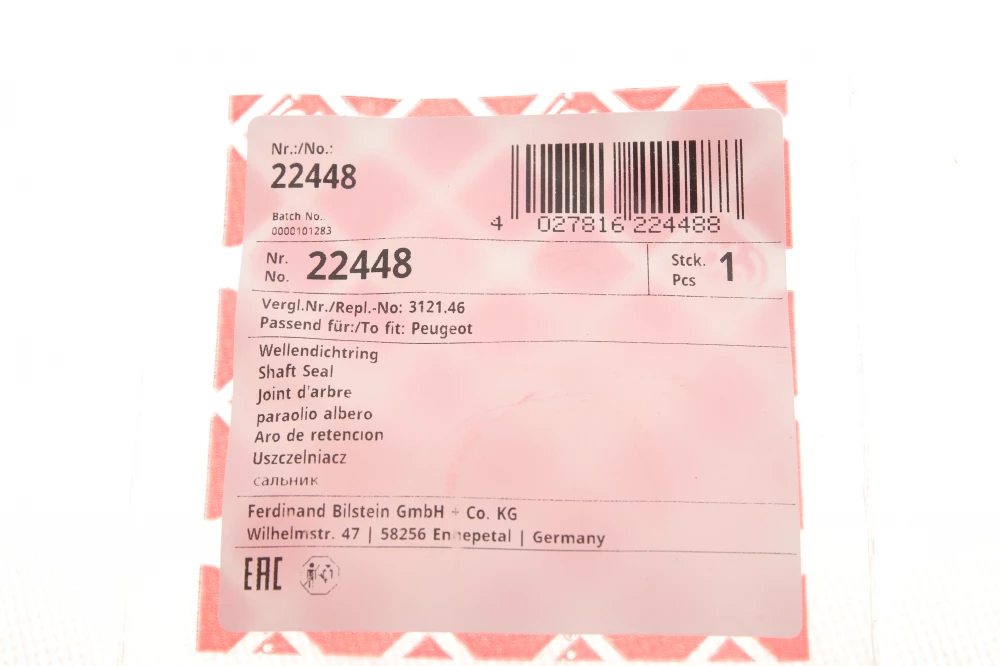 Nr.:/No.:
22448
Batch No..
0000101283
4 027816 224488
Nr.
No. 22448
Stck.
Pcs 1
Vergl.Nr./Repl.-No: 3121.46
Passend für:/To fit: Peugeot
Wellendichtring
Shaft Seal
Joint d'arbre
paraolio albero
Aro de retencion
Uszczelniacz
сальник
Ferdinand Bilstein GmbH + Co. KG
Wilhelmstr. 47 | 58256 Ennepetal | Germany
EAC